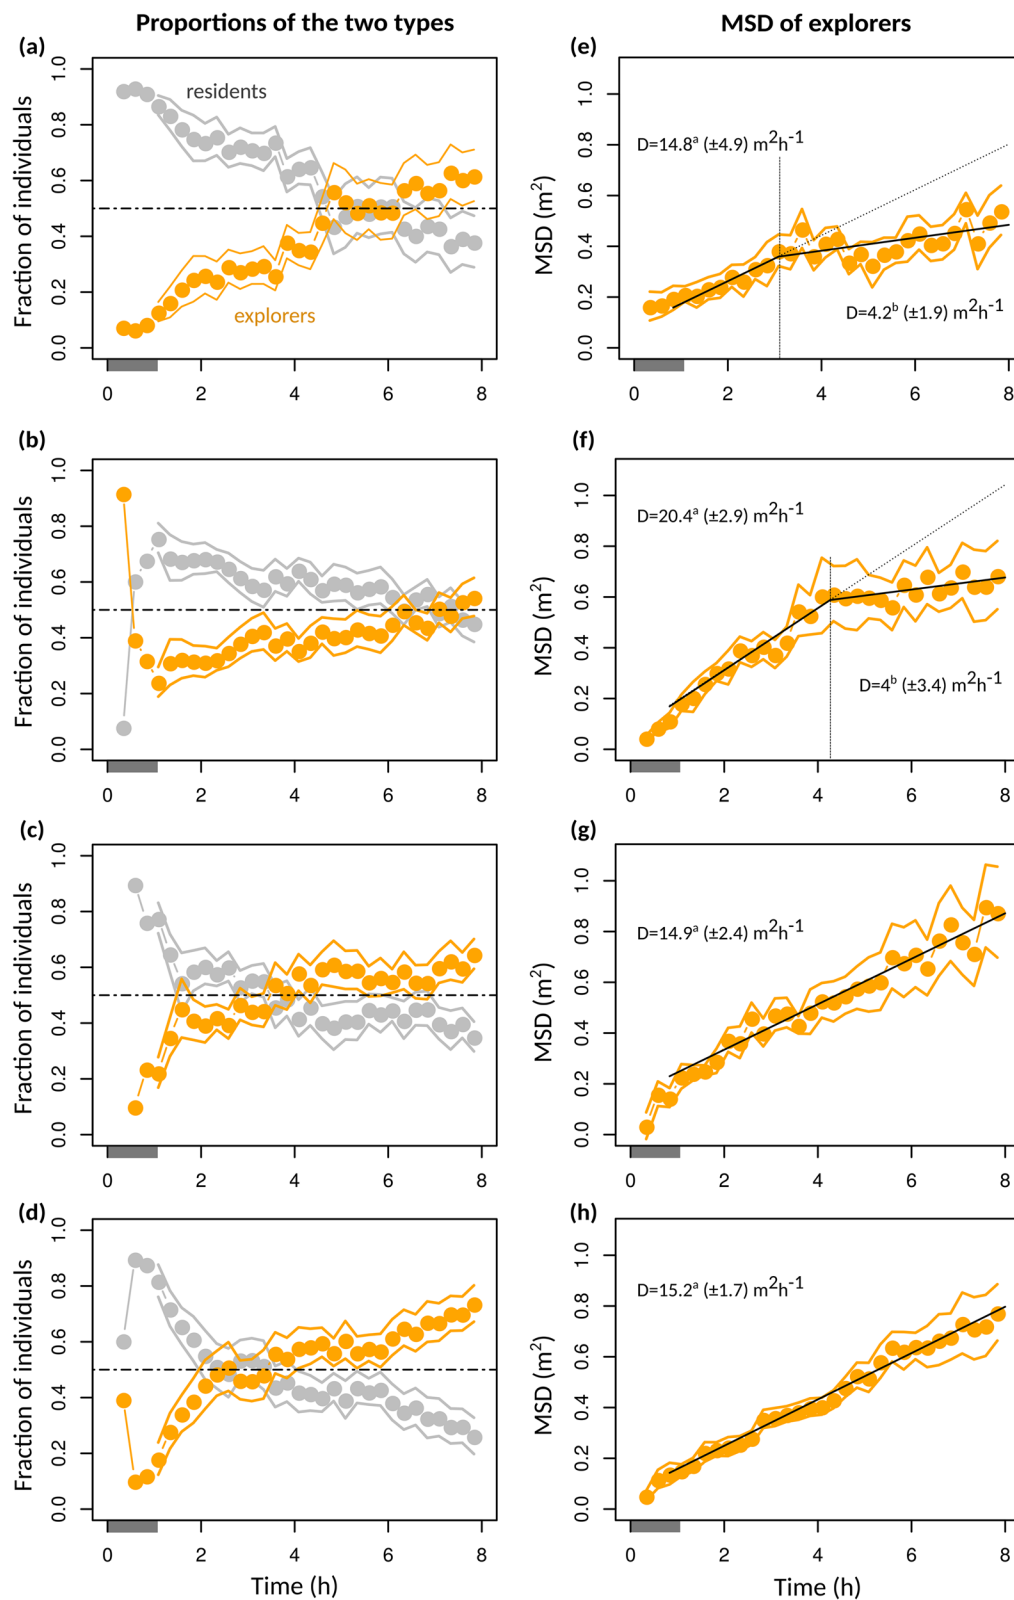 Proportions of the two types
MSD of explorers
(a)
Fraction of individuals
0.0 0.2 0.4 0.6 0.8 1.0
residents
explorers
0 2 4 6 8
(e)
MSD (m²)
0.0 0.2 0.4 0.6 0.8 1.0
D=14.8ᵃ (±4.9) m²h⁻¹
D=4.2ᵇ (±1.9) m²h⁻¹
0 2 4 6 8
(b)
Fraction of individuals
0.0 0.2 0.4 0.6 0.8 1.0
0 2 4 6 8
(f)
MSD (m²)
0.0 0.2 0.4 0.6 0.8 1.0
D=20.4ᵃ (±2.9) m²h⁻¹
D=4ᵇ (±3.4) m²h⁻¹
0 2 4 6 8
(c)
Fraction of individuals
0.0 0.2 0.4 0.6 0.8 1.0
0 2 4 6 8
(g)
MSD (m²)
0.0 0.2 0.4 0.6 0.8 1.0
D=14.9ᵃ (±2.4) m²h⁻¹
0 2 4 6 8
(d)
Fraction of individuals
0.0 0.2 0.4 0.6 0.8 1.0
0 2 4 6 8
Time (h)
(h)
MSD (m²)
0.0 0.2 0.4 0.6 0.8 1.0
D=15.2ᵃ (±1.7) m²h⁻¹
0 2 4 6 8
Time (h)